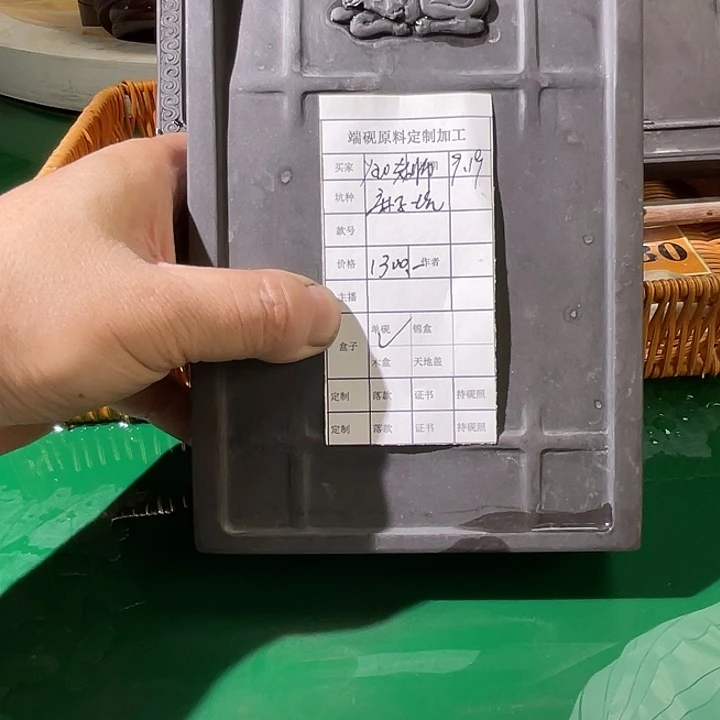 端砚原料定制加工
买家 9.19
坑种 麻子坑
款号
价格 1300,- 作者
主播
单砚 ✓ 锦盒
盒子
木盒 天地盖
定制 落款 证书 持砚照
定制 落款 证书 持砚照
30